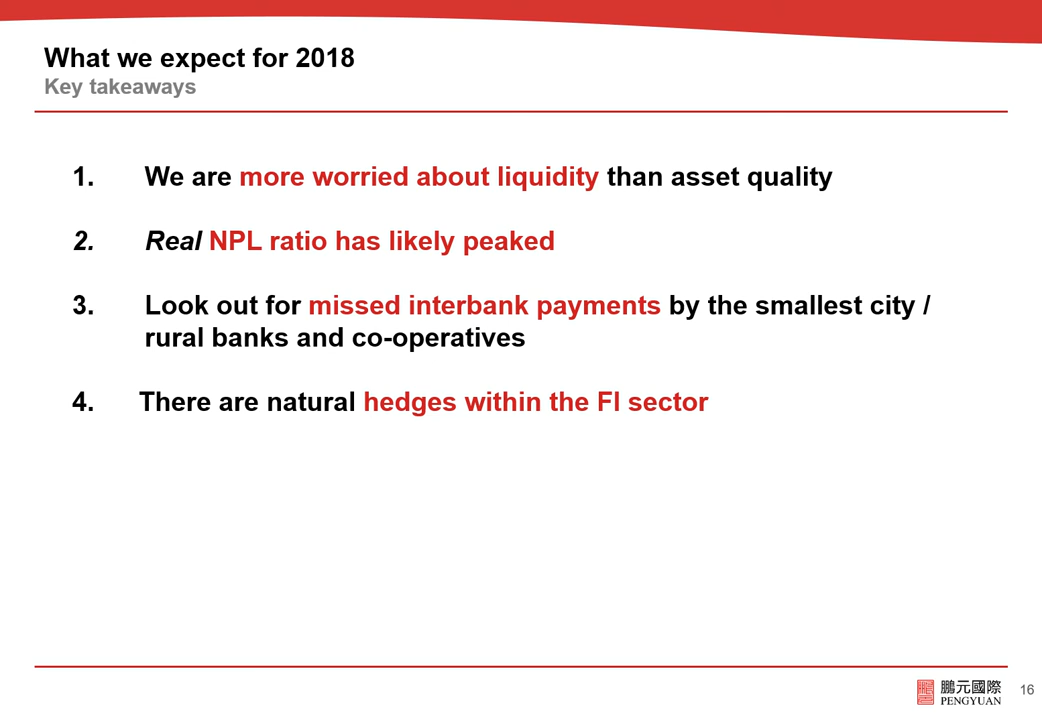 What we expect for 2018
Key takeaways
1. We are more worried about liquidity than asset quality
2. Real NPL ratio has likely peaked
3. Look out for missed interbank payments by the smallest city /
rural banks and co-operatives
4. There are natural hedges within the FI sector
鵬元國際
PENGYUAN
16